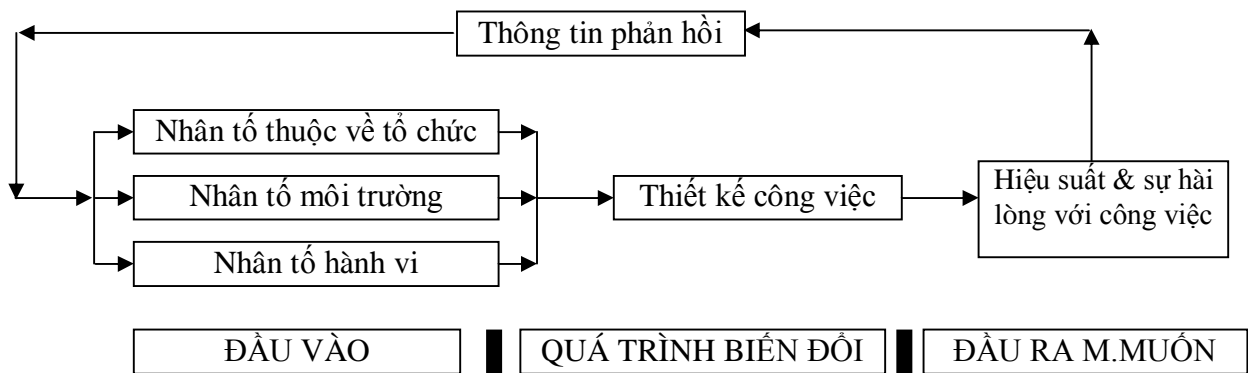 Thông tin phản hồi
Nhân tố thuộc về tổ chức
Nhân tố môi trường
Thiết kế công việc
Hiệu suất & sự hài
lòng với công việc
Nhân tố hành vi
ĐẦU VÀO
QUÁ TRÌNH BIẾN ĐỔI
ĐẦU RA M.MUỐN